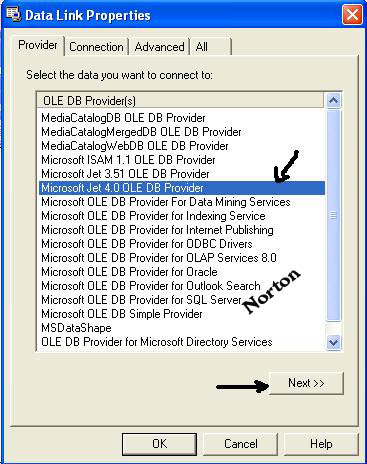 Data Link Properties
Provider Connection Advanced All
Select the data you want to connect to:
OLE DB Provider(s)
MediaCatalogDB OLE DB Provider
MediaCatalogMergedDB OLE DB Provider
MediaCatalogWebDB OLE DB Provider
Microsoft ISAM 1.1 OLE DB Provider
Microsoft Jet 3.51 OLE DB Provider
Microsoft Jet 4.0 OLE DB Provider
Microsoft OLE DB Provider For Data Mining Services
Microsoft OLE DB Provider for Indexing Service
Microsoft OLE DB Provider for Internet Publishing
Microsoft OLE DB Provider for ODBC Drivers
Microsoft OLE DB Provider for OLAP Services 8.0
Microsoft OLE DB Provider for Oracle
Microsoft OLE DB Provider for Outlook Search
Microsoft OLE DB Provider for SQL Server
Microsoft OLE DB Simple Provider
MSDataShape
OLE DB Provider for Microsoft Directory Services
Norton
Next >>
OK Cancel Help